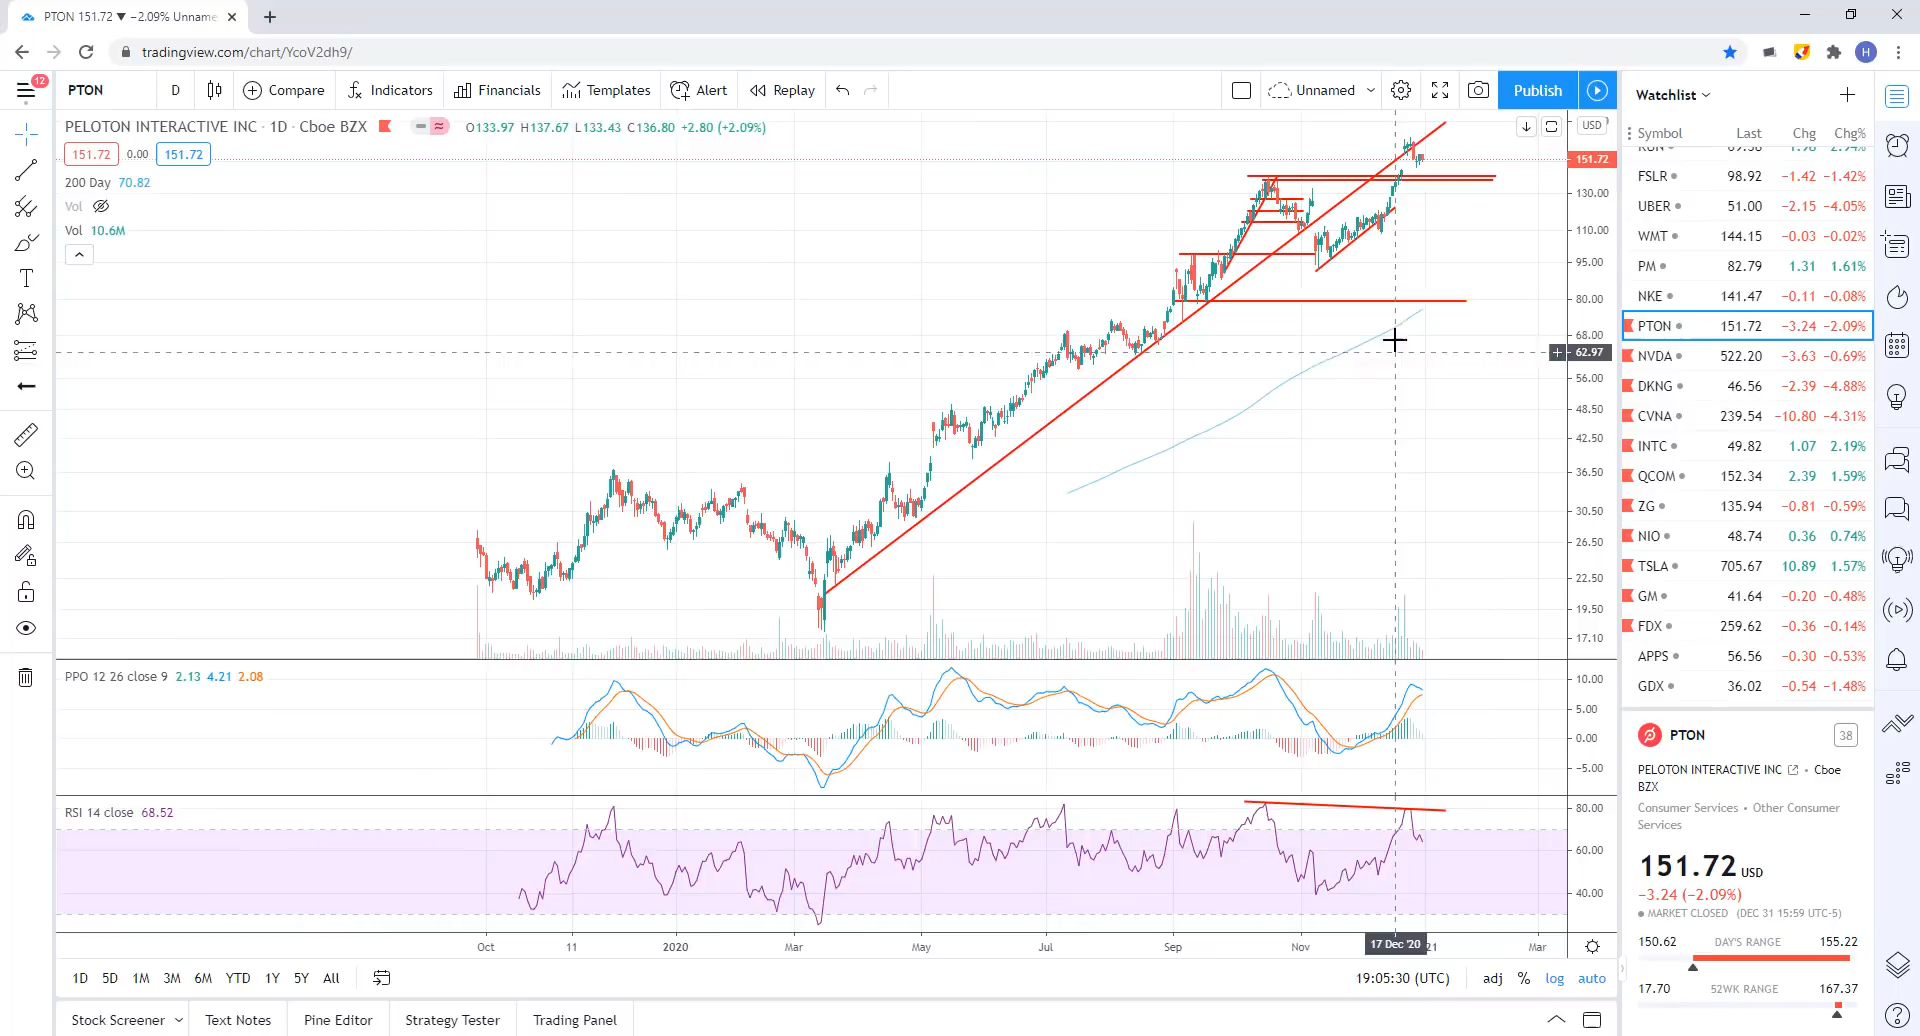 PTON 151.72 ▼ −2.09% Unname
tradingview.com/chart/YcoV2dh9/
H
12
PTON
D
Compare
Indicators
Financials
Templates
Alert
Replay
Unnamed
Publish
PELOTON INTERACTIVE INC · 1D · Cboe BZX
O133.97 H137.67 L133.43 C136.80 +2.80 (+2.09%)
151.72 0.00 151.72
200 Day 70.82
Vol
Vol 10.6M
USD
151.72
130.00
110.00
95.00
80.00
68.00
62.97
56.00
48.50
42.50
36.50
30.50
26.50
22.50
19.50
17.10
PPO 12 26 close 9 2.13 4.21 2.08
10.00
5.00
0.00
−5.00
RSI 14 close 68.52
80.00
60.00
40.00
Oct 11 2020 Mar May Jul Sep Nov 17 Dec '20 21 Mar
1D 5D 1M 3M 6M YTD 1Y 5Y All
19:05:30 (UTC) adj % log auto
Stock Screener Text Notes Pine Editor Strategy Tester Trading Panel
Watchlist
Symbol Last Chg Chg%
FSLR 98.92 −1.42 −1.42%
UBER 51.00 −2.15 −4.05%
WMT 144.15 −0.03 −0.02%
PM 82.79 1.31 1.61%
NKE 141.47 −0.11 −0.08%
PTON 151.72 −3.24 −2.09%
NVDA 522.20 −3.63 −0.69%
DKNG 46.56 −2.39 −4.88%
CVNA 239.54 −10.80 −4.31%
INTC 49.82 1.07 2.19%
QCOM 152.34 2.39 1.59%
ZG 135.94 −0.81 −0.59%
NIO 48.74 0.36 0.74%
TSLA 705.67 10.89 1.57%
GM 41.64 −0.20 −0.48%
FDX 259.62 −0.36 −0.14%
APPS 56.56 −0.30 −0.53%
GDX 36.02 −0.54 −1.48%
PTON 38
PELOTON INTERACTIVE INC · Cboe
BZX
Consumer Services · Other Consumer
Services
151.72 USD
−3.24 (−2.09%)
MARKET CLOSED (DEC 31 15:59 UTC-5)
150.62 DAY'S RANGE 155.22
17.70 52WK RANGE 167.37